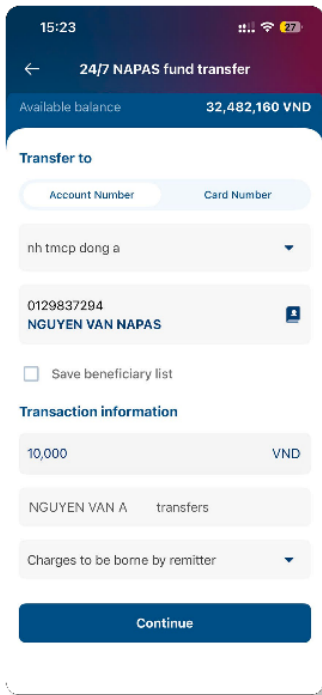 15:23
27
24/7 NAPAS fund transfer
Available balance 32,482,160 VND
Transfer to
Account Number Card Number
nh tmcp dong a
0129837294
NGUYEN VAN NAPAS
Save beneficiary list
Transaction information
10,000 VND
NGUYEN VAN A transfers
Charges to be borne by remitter
Continue